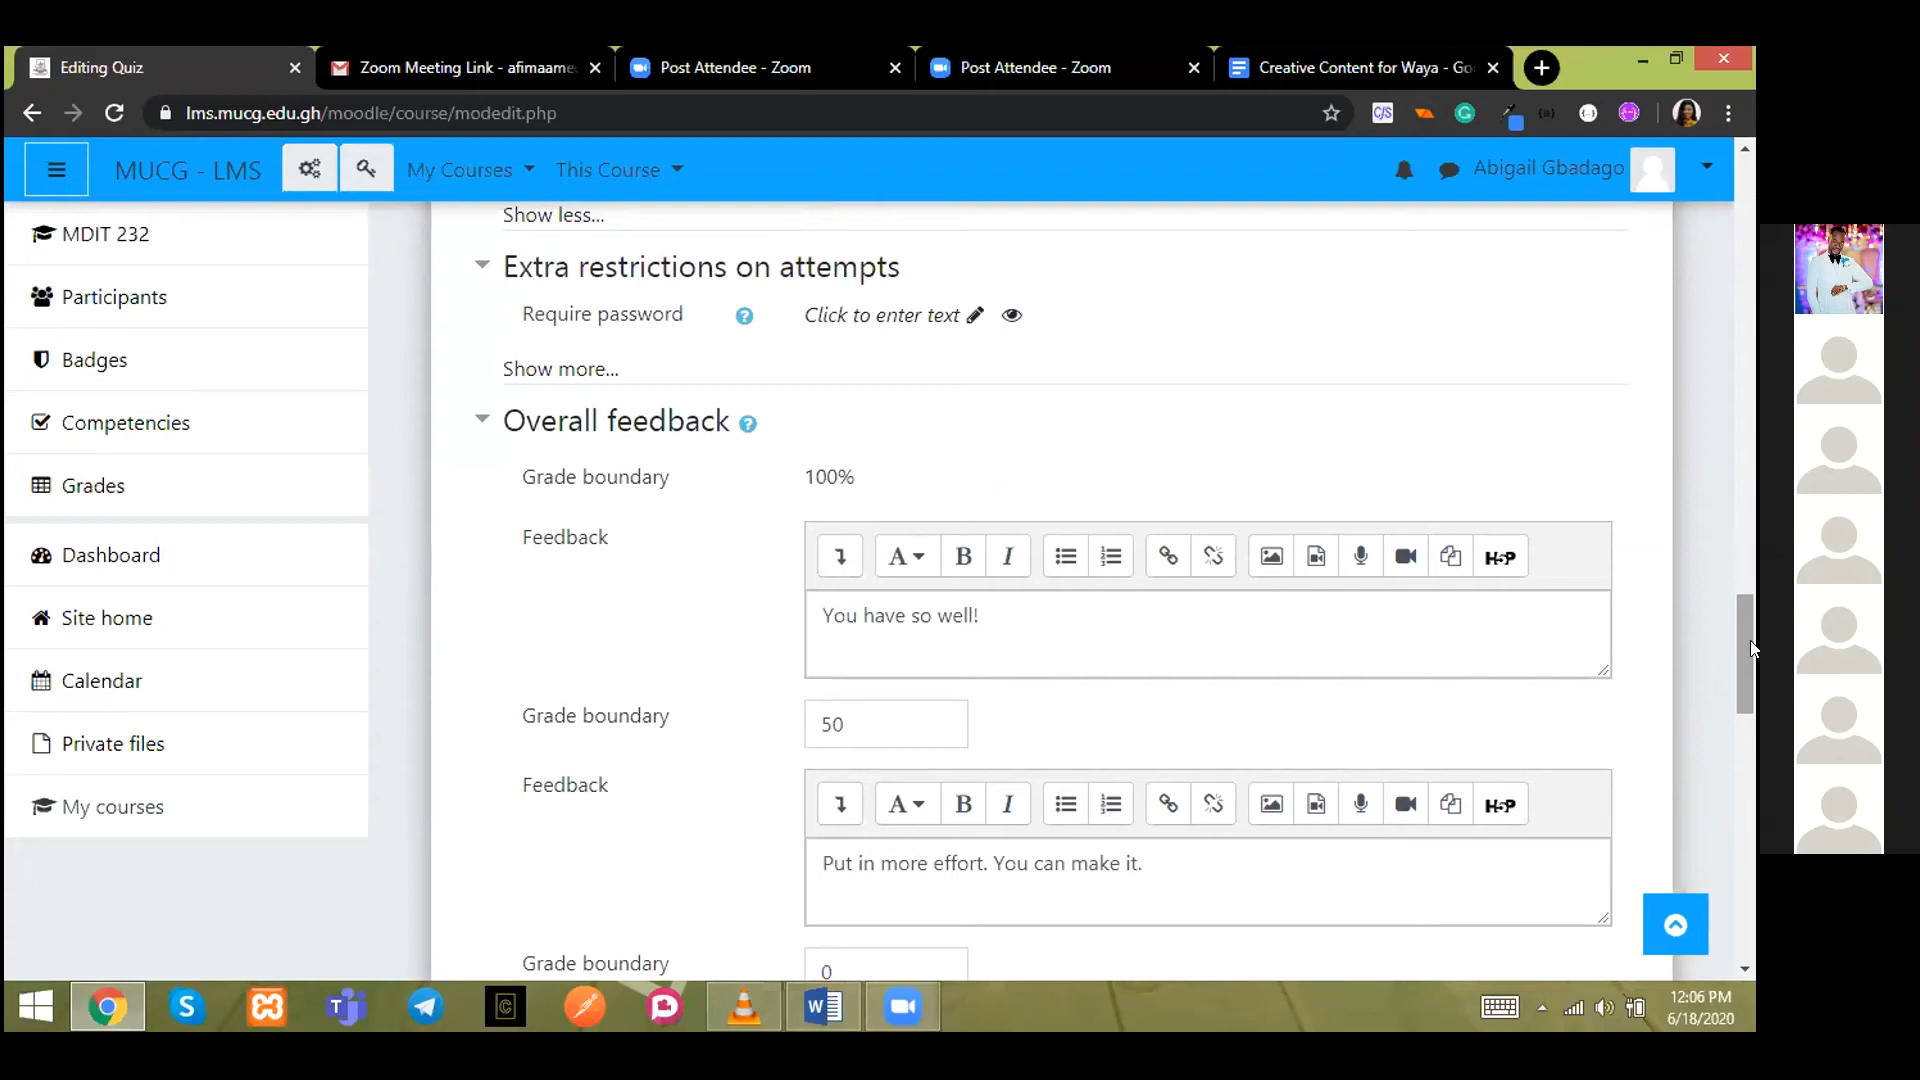 Editing Quiz
Zoom Meeting Link - afimaame
Post Attendee - Zoom
Post Attendee - Zoom
Creative Content for Waya - Go
lms.mucg.edu.gh/moodle/course/modedit.php
MUCG - LMS
My Courses
This Course
Abigail Gbadago
MDIT 232
Participants
Badges
Competencies
Grades
Dashboard
Site home
Calendar
Private files
My courses
Show less...
Extra restrictions on attempts
Require password
Click to enter text
Show more...
Overall feedback
Grade boundary
100%
Feedback
A B I
H5P
You have so well!
Grade boundary
50
Feedback
A B I
H5P
Put in more effort. You can make it.
Grade boundary
0
12:06 PM
6/18/2020